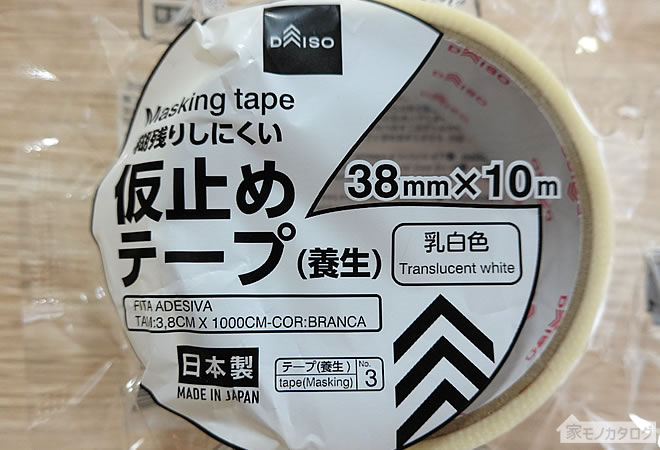 DAISO
Masking tape
糊残りしにくい
仮止め
テープ(養生)
38mm×10m
乳白色
Translucent white
FITA ADESIVA
TAM:3,8CM X 1000CM-COR:BRANCA
日本製
MADE IN JAPAN
テープ(養生)
tape(Masking)
No.
3
DAISO
家モノカタログ